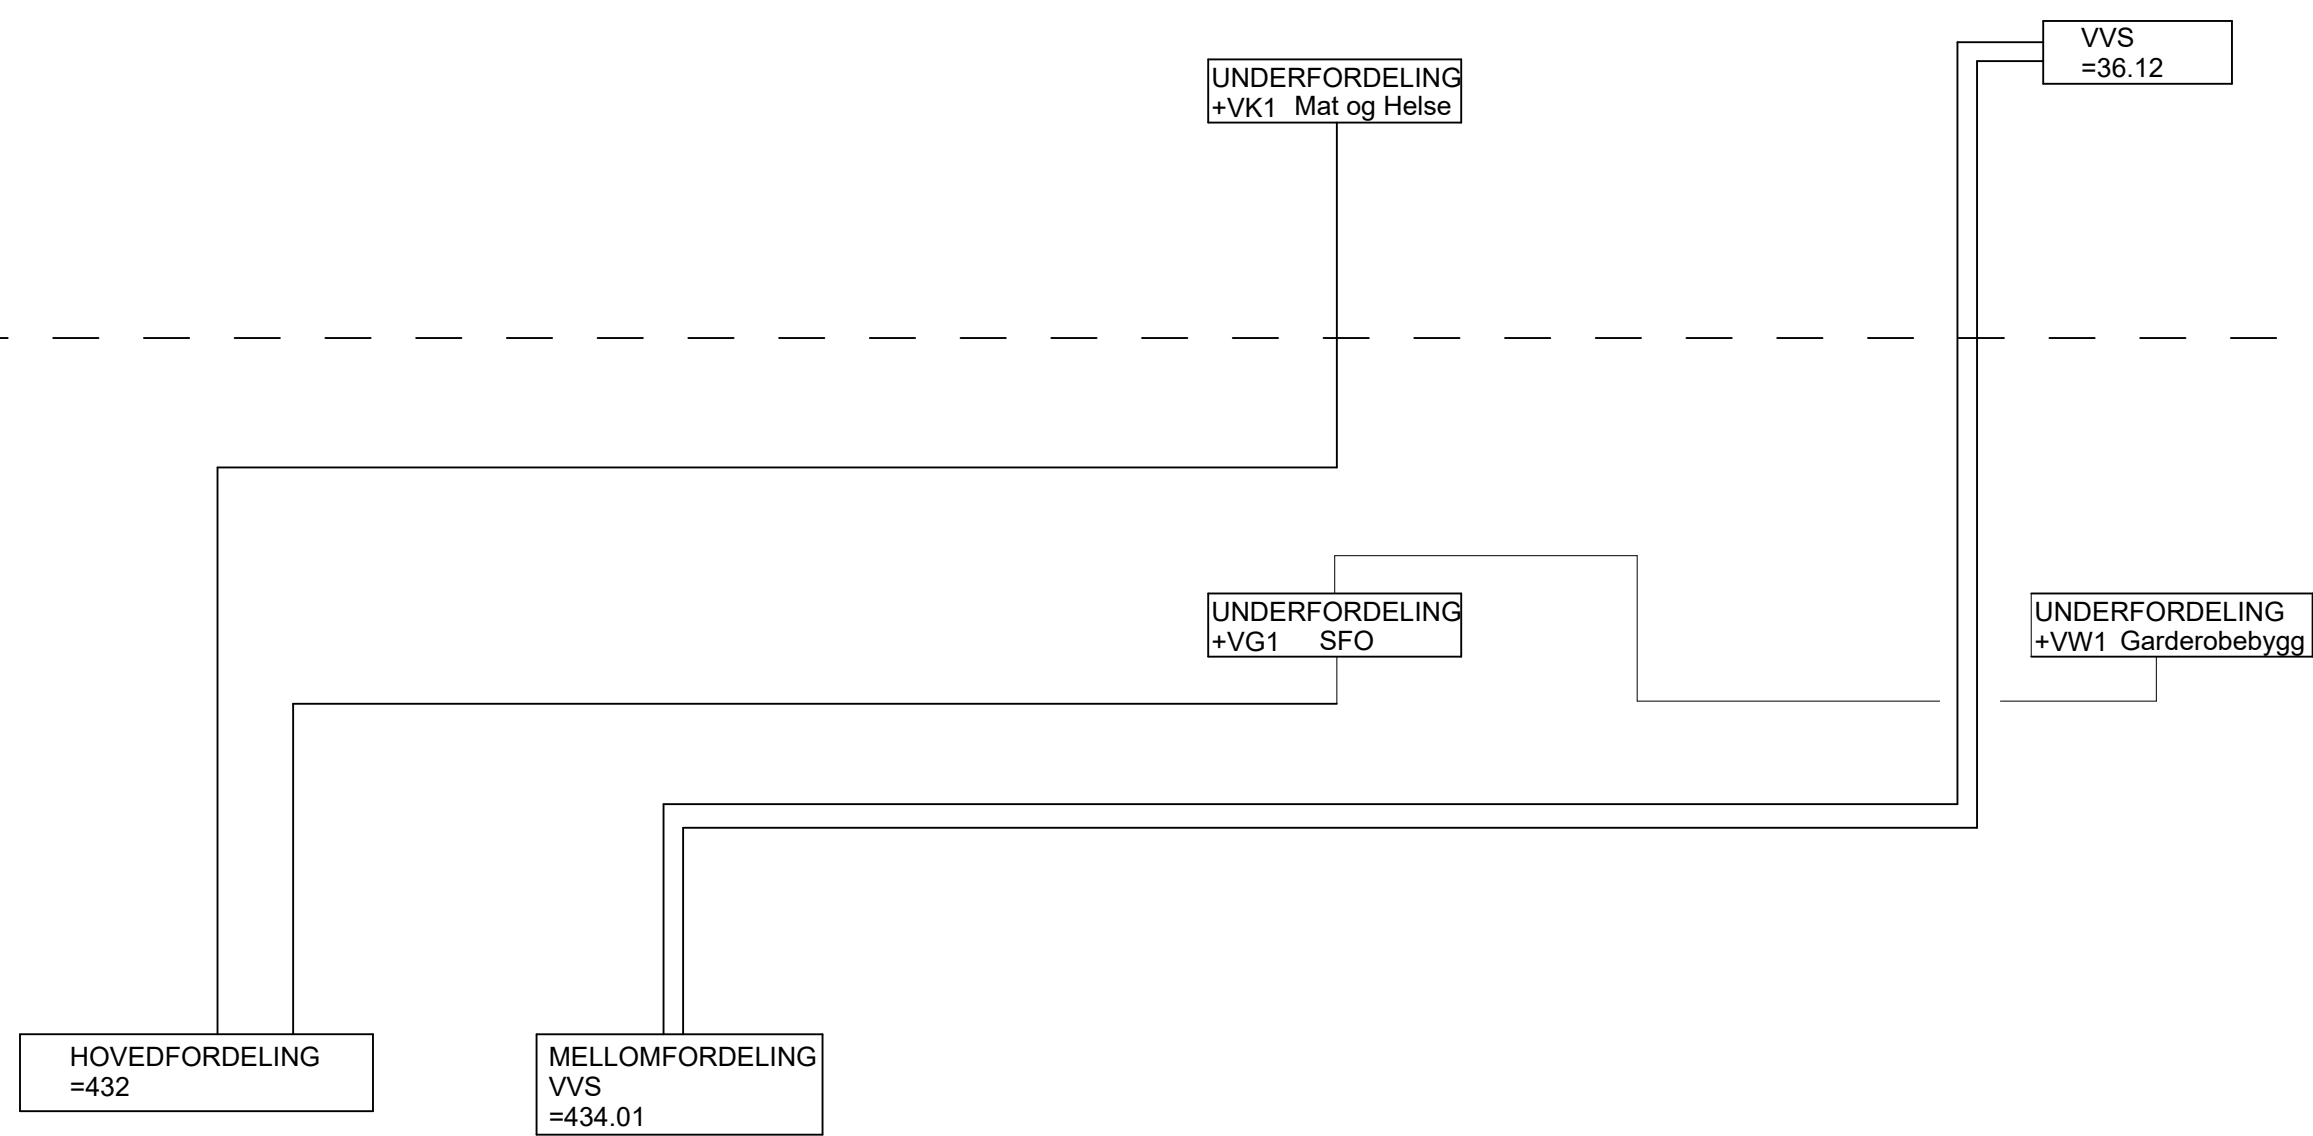 VVS
=36.12
UNDERFORDELING
+VK1 Mat og Helse
UNDERFORDELING
+VG1 SFO
UNDERFORDELING
+VW1 Garderobebygg
HOVEDFORDELING
=432
MELLOMFORDELING
VVS
=434.01